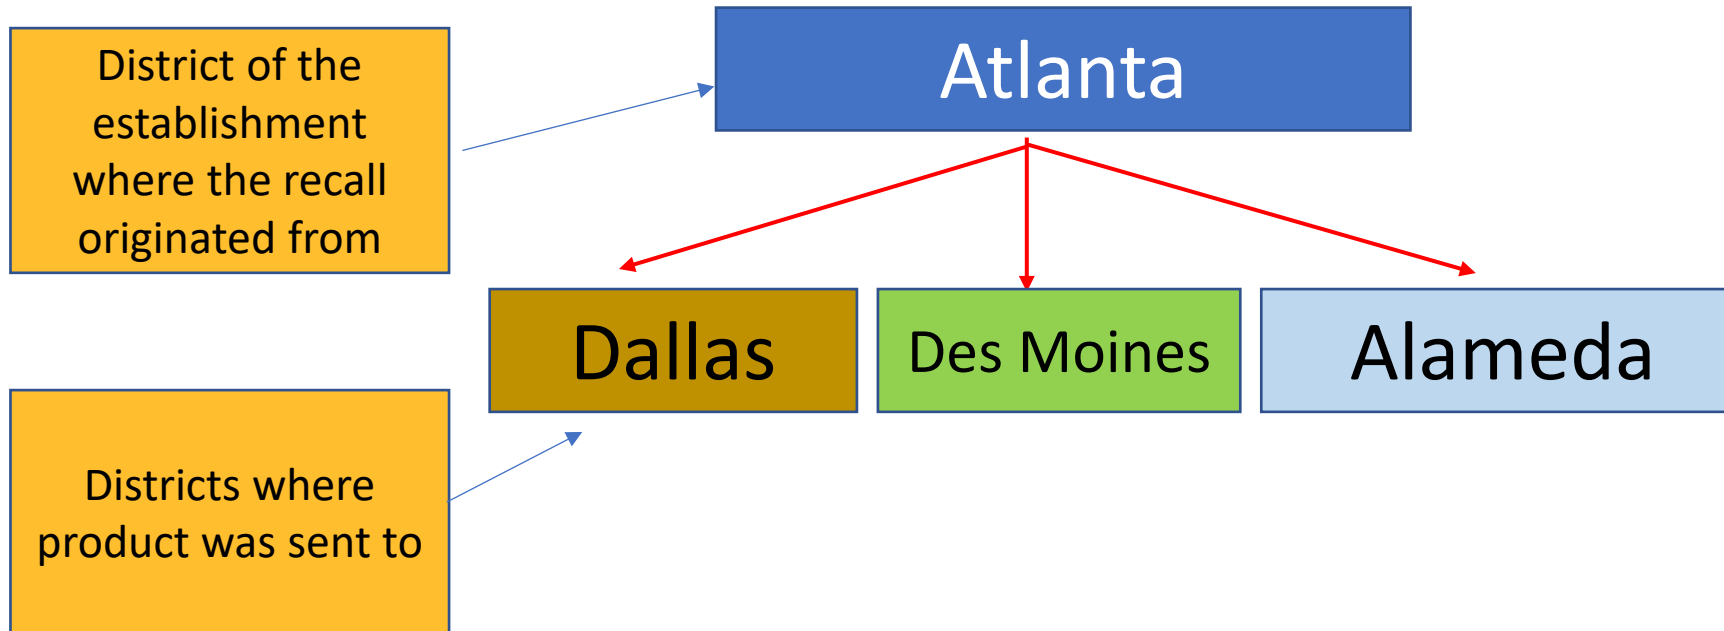 District of the
establishment
where the recall
originated from
Atlanta
Dallas
Des Moines
Alameda
Districts where
product was sent to